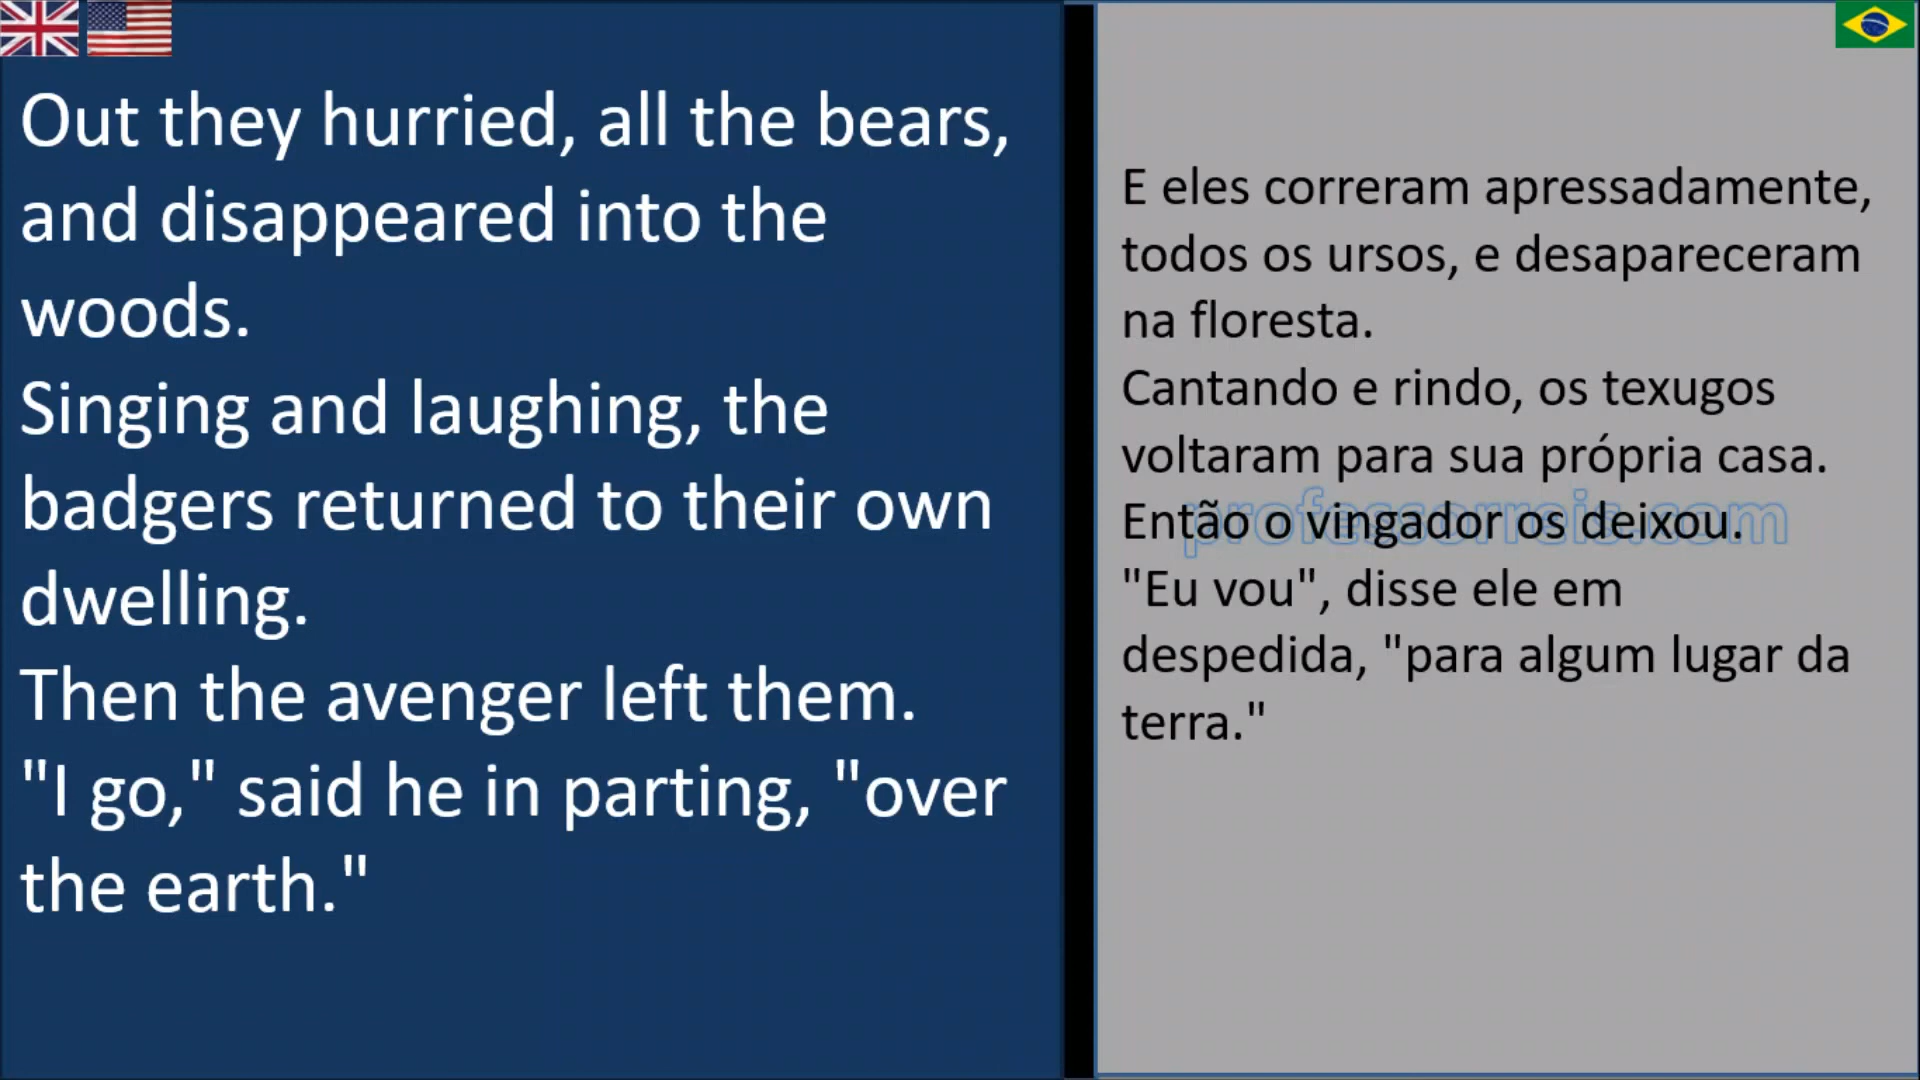 Out they hurried, all the bears,
and disappeared into the
woods.
Singing and laughing, the
badgers returned to their own
dwelling.
Then the avenger left them.
"I go," said he in parting, "over
the earth."
E eles correram apressadamente,
todos os ursos, e desapareceram
na floresta.
Cantando e rindo, os texugos
voltaram para sua própria casa.
Então o vingador os deixou.
professorreis.com
"Eu vou", disse ele em
despedida, "para algum lugar da
terra."